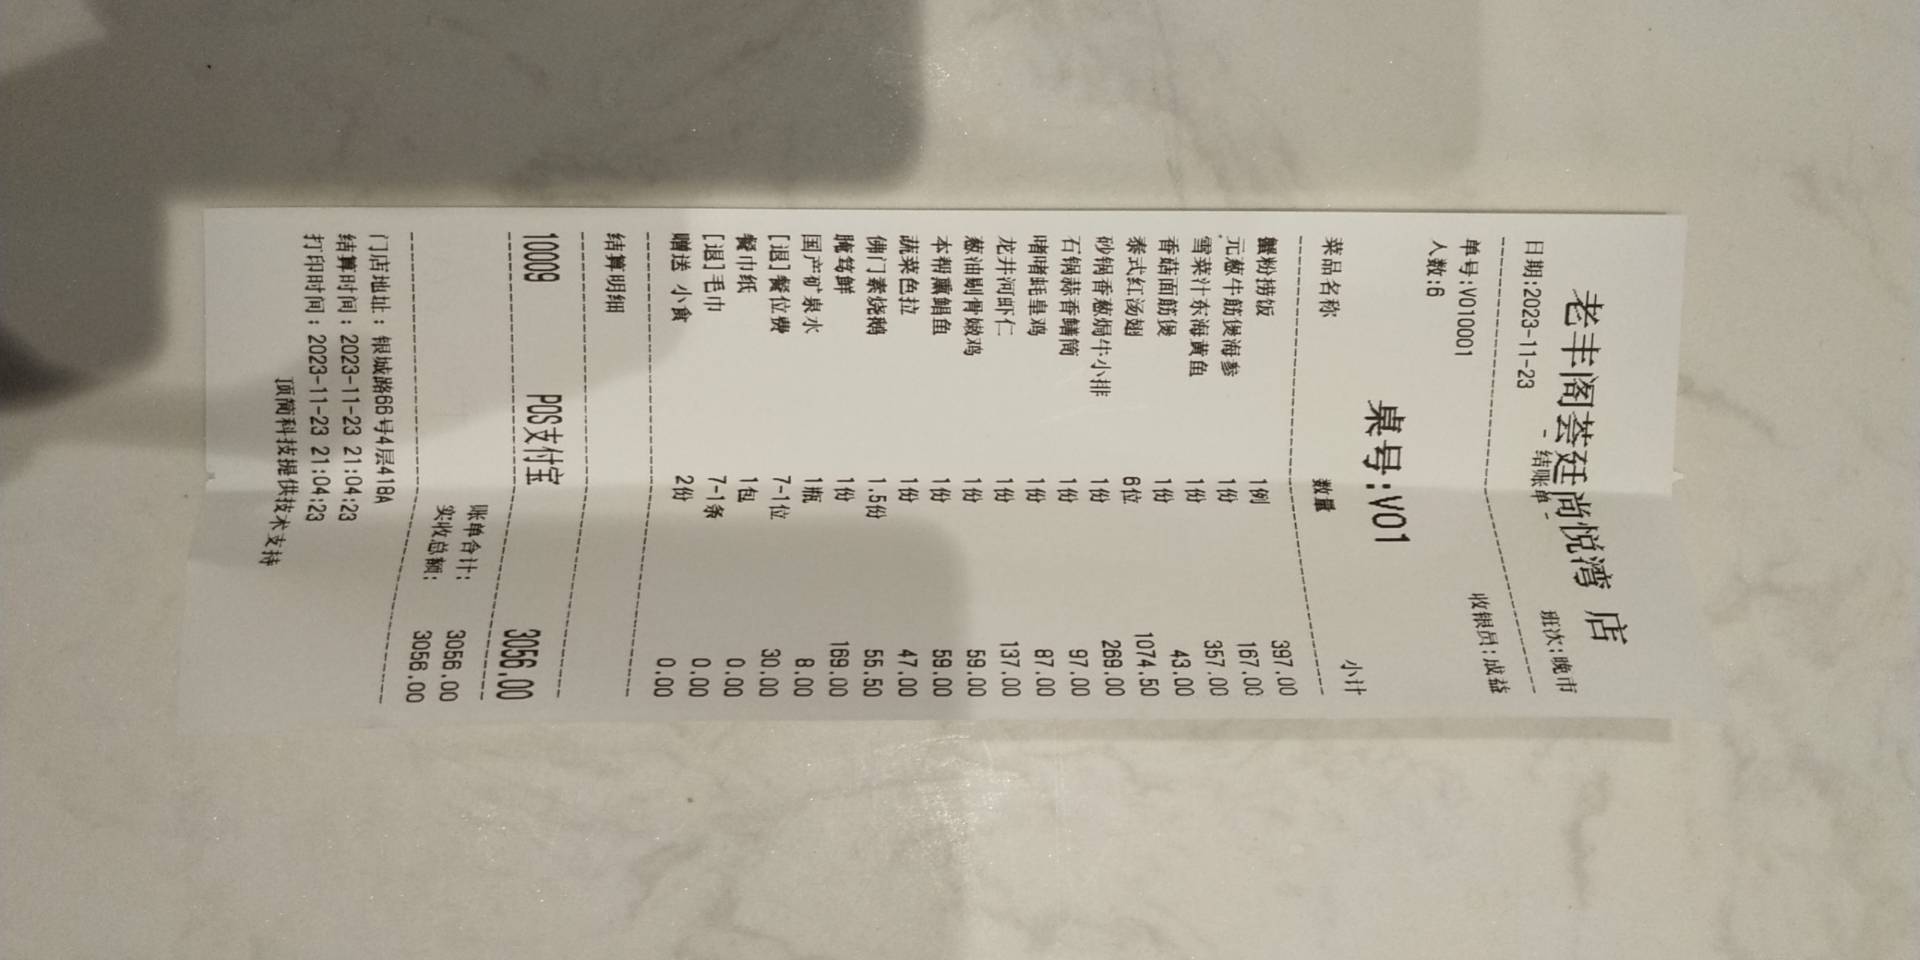 老丰阁荟廷尚悦湾 店
- 结账单 -
日期:2023-11-23 班次:晚市
单号:V010001 收银员:成益
人数:6
桌号:V01
菜品名称 数量 小计
蟹粉捞饭 1例 397.00
元葱牛筋煲海参 1份 167.00
雪菜汁东海黄鱼 1份 357.00
香菇面筋煲 1份 43.00
泰式红汤翅 6位 1074.50
砂锅香葱焗牛小排 1份 269.00
石锅蒜香鳝筒 1份 97.00
啫啫蚝皇鸡 1份 87.00
龙井河虾仁 1份 137.00
葱油剔骨嫩鸡 1份 59.00
本帮熏鲳鱼 1份 59.00
蔬菜色拉 1份 47.00
佛门素烧鹅 1.5份 55.50
腌笃鲜 1份 169.00
国产矿泉水 1瓶 8.00
[退]餐位费 7-1位 30.00
餐巾纸 1包 0.00
[退]毛巾 7-1条 0.00
赠送 小食 2份 0.00
结算明细
10009 POS支付宝 3056.00
账单合计: 3056.00
实收总额: 3056.00
门店地址：银城路66号4层418A
结算时间：2023-11-23 21:04:23
打印时间：2023-11-23 21:04:23
顶简科技提供技术支持